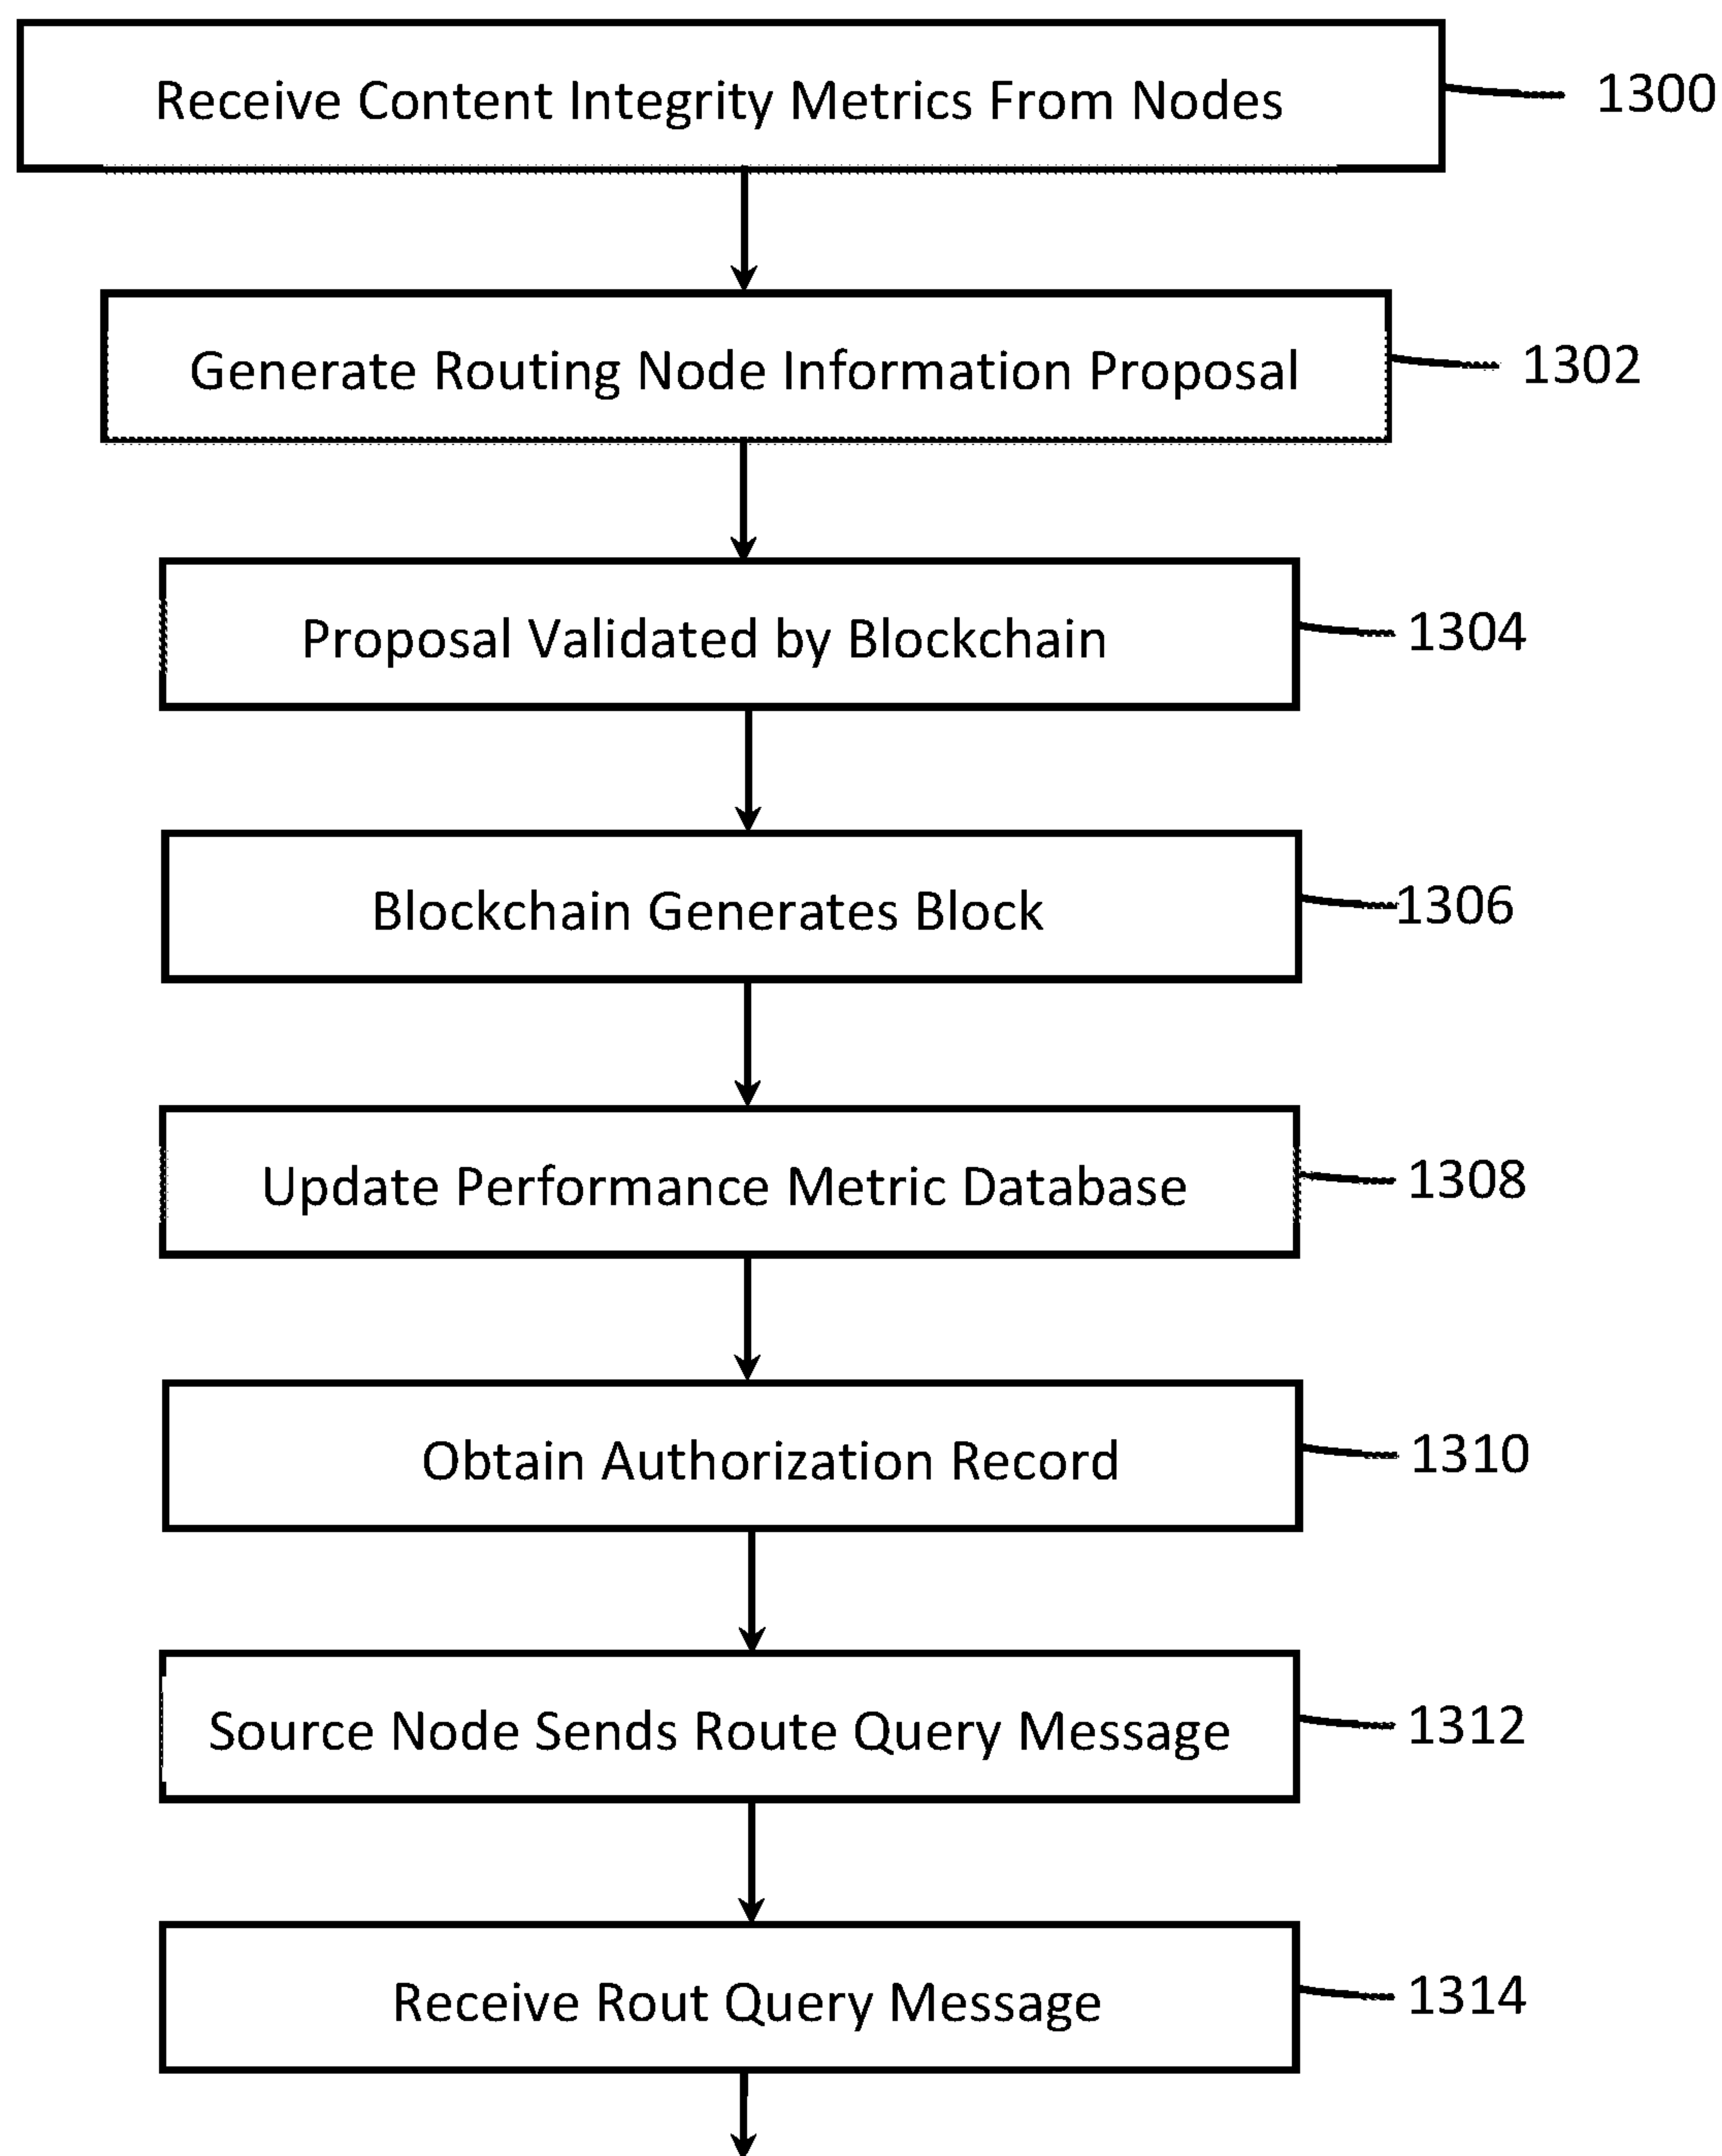 Receive Content Integrity Metrics From Nodes 1300
Generate Routing Node Information Proposal 1302
Proposal Validated by Blockchain 1304
Blockchain Generates Block 1306
Update Performance Metric Database 1308
Obtain Authorization Record 1310
Source Node Sends Route Query Message 1312
Receive Rout Query Message 1314